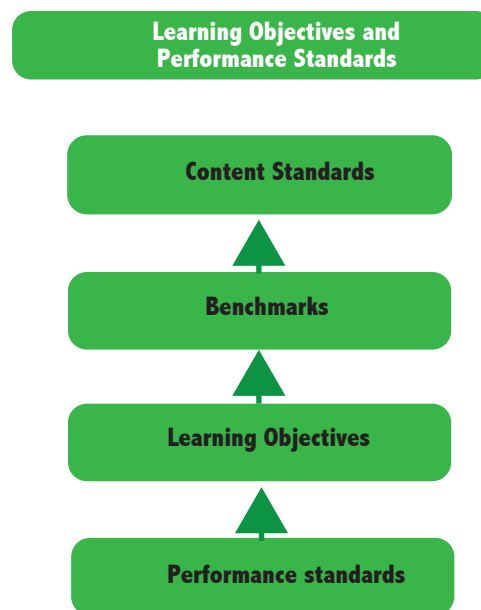 Learning Objectives and
Performance Standards
Content Standards
Benchmarks
Learning Objectives
Performance standards